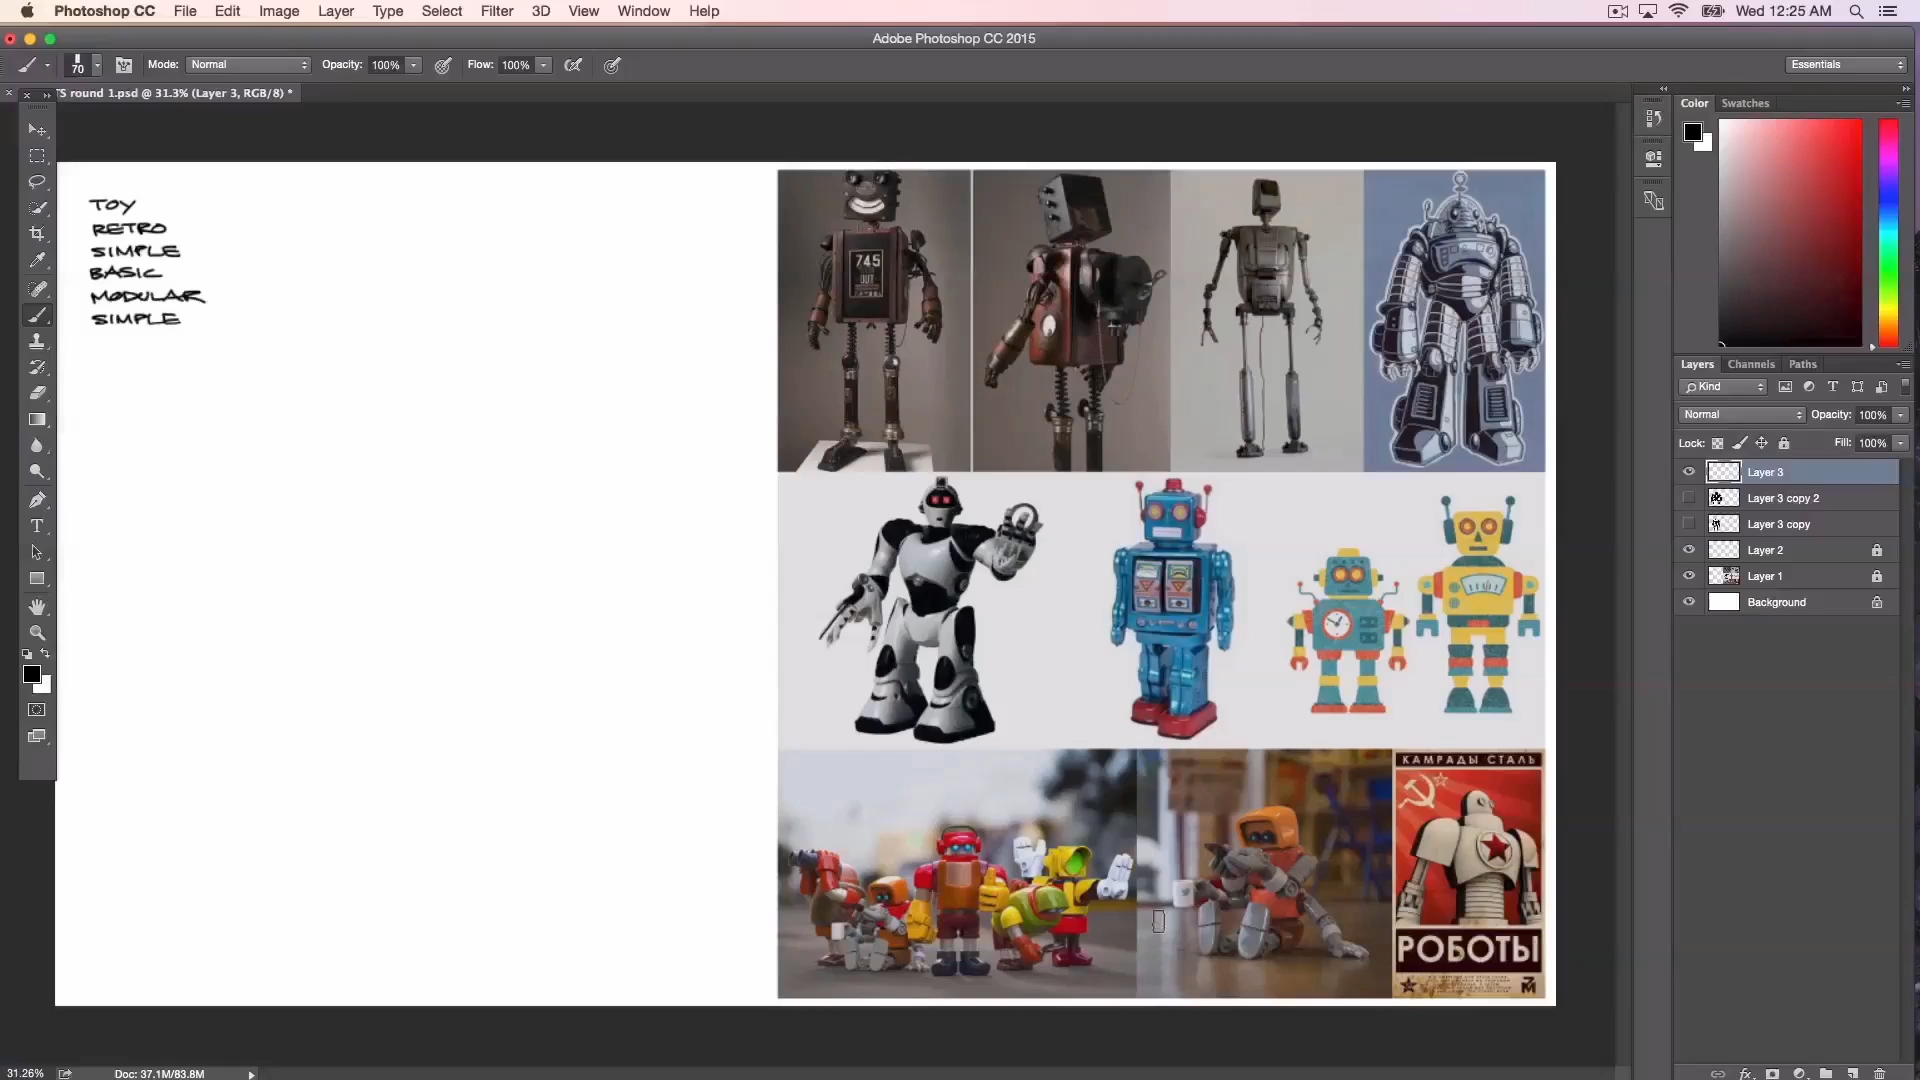 Photoshop CC File Edit Image Layer Type Select Filter 3D View Window Help Wed 12:25 AM
Adobe Photoshop CC 2015
70 Mode: Normal Opacity: 100% Flow: 100% Essentials
TS round 1.psd @ 31.3% (Layer 3, RGB/8) *
Color Swatches
TOY
RETRO
SIMPLE
BASIC
MODULAR
SIMPLE
745
OUT
КАМРАДЫ СТАЛЬ
РОБОТЫ
Layers Channels Paths
Kind
Normal Opacity: 100%
Lock: Fill: 100%
Layer 3
Layer 3 copy 2
Layer 3 copy
Layer 2
Layer 1
Background
31.26% Doc: 37.1M/83.8M